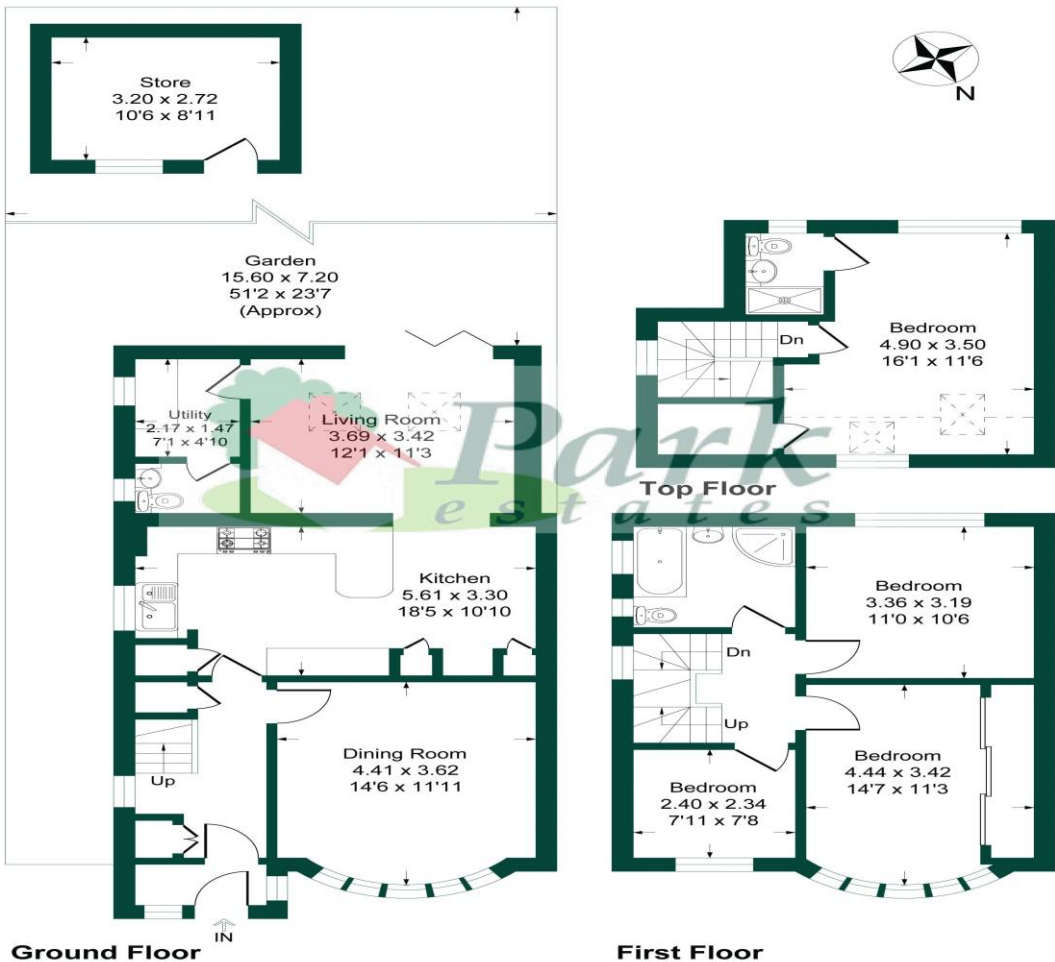 Store
3.20 x 2.72
10'6 x 8'11
N
Garden
15.60 x 7.20
51'2 x 23'7
(Approx)
Dn
Bedroom
4.90 x 3.50
16'1 x 11'6
Utility
2.17 x 1.47
7'1 x 4'10
Living Room
3.69 x 3.42
12'1 x 11'3
Park
estates
Top Floor
Kitchen
5.61 x 3.30
18'5 x 10'10
Bedroom
3.36 x 3.19
11'0 x 10'6
Dn
Up
Dining Room
4.41 x 3.62
14'6 x 11'11
Up
Bedroom
2.40 x 2.34
7'11 x 7'8
Bedroom
4.44 x 3.42
14'7 x 11'3
IN
Ground Floor
First Floor